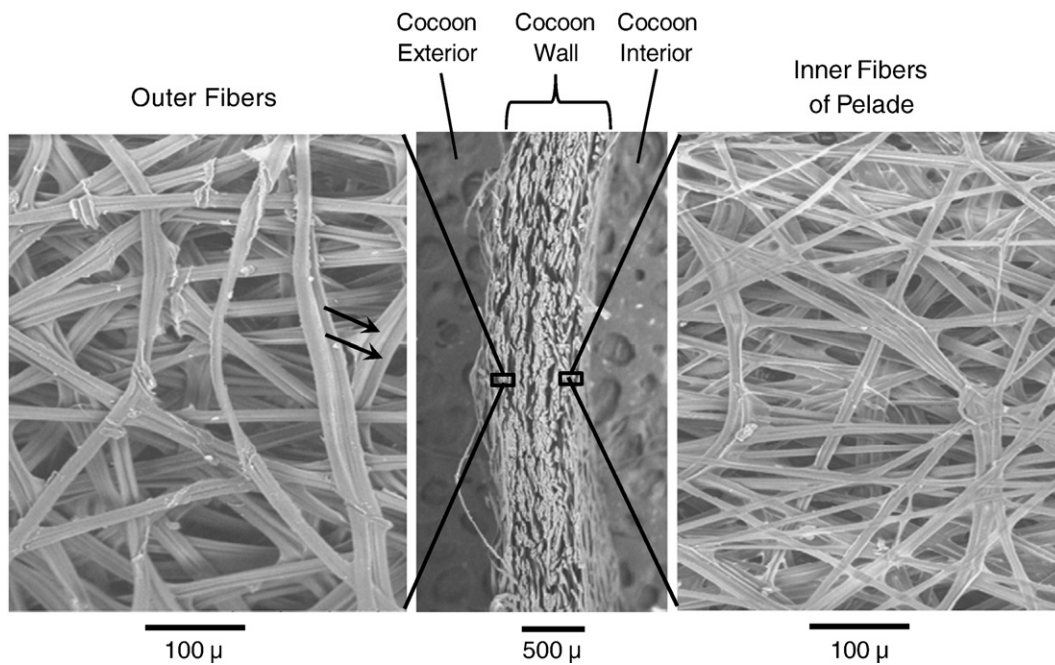 Cocoon
Exterior
Cocoon
Wall
Cocoon
Interior
Outer Fibers
Inner Fibers
of Pelade
100 µ
500 µ
100 µ